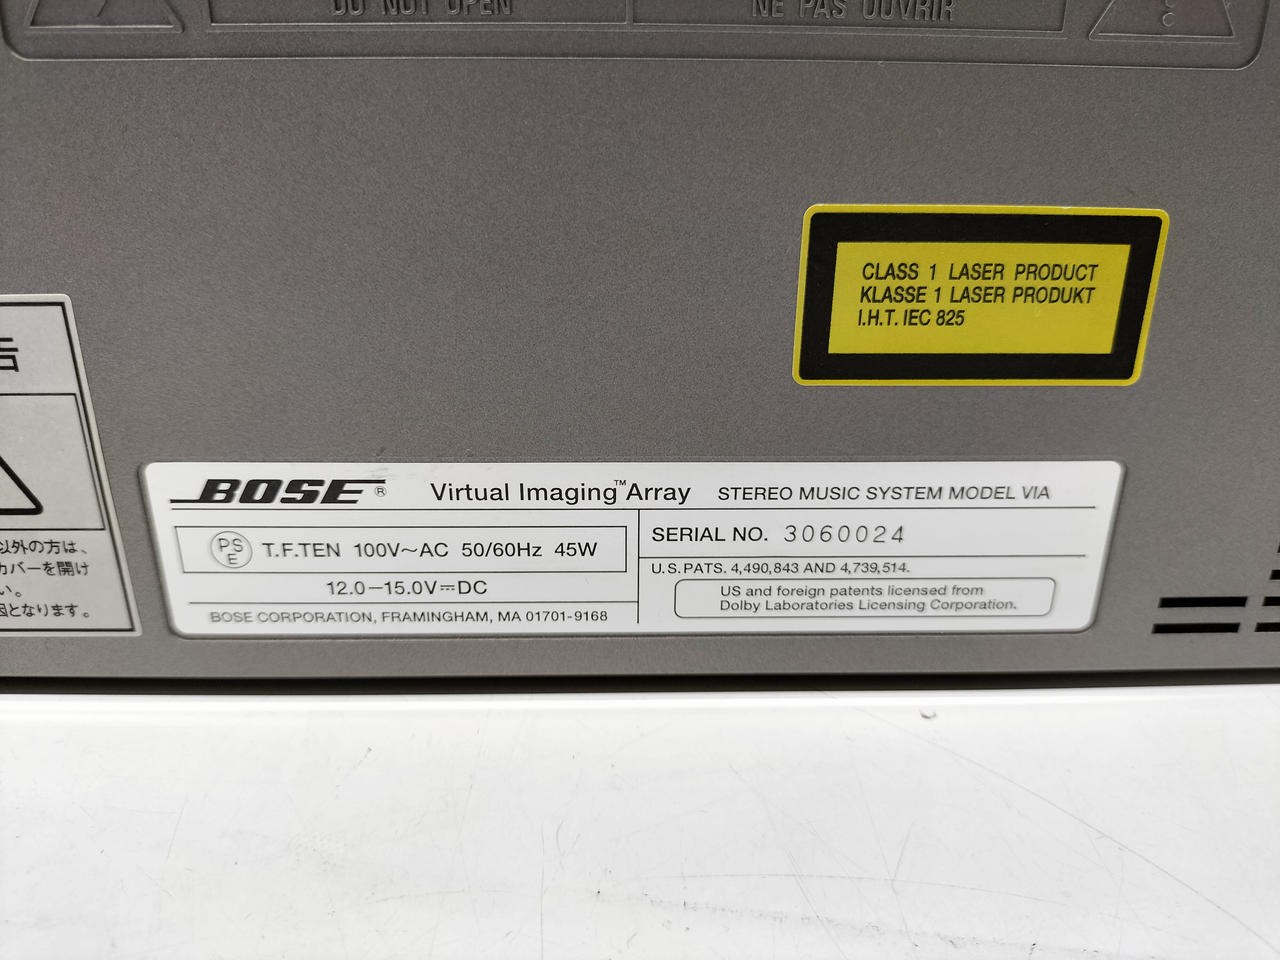 DO NOT OPEN
NE PAS OUVRIR
CLASS 1 LASER PRODUCT
KLASSE 1 LASER PRODUKT
I.H.T. IEC 825
告
以外の方は、
カバーを開け
い。
因となります。
BOSE® Virtual Imaging™Array STEREO MUSIC SYSTEM MODEL VIA
PS
E
T.F.TEN 100V～AC 50/60Hz 45W
12.0–15.0V⎓DC
BOSE CORPORATION, FRAMINGHAM, MA 01701-9168
SERIAL NO. 3060024
U.S.PATS. 4,490,843 AND 4,739,514.
US and foreign patents licensed from
Dolby Laboratories Licensing Corporation.